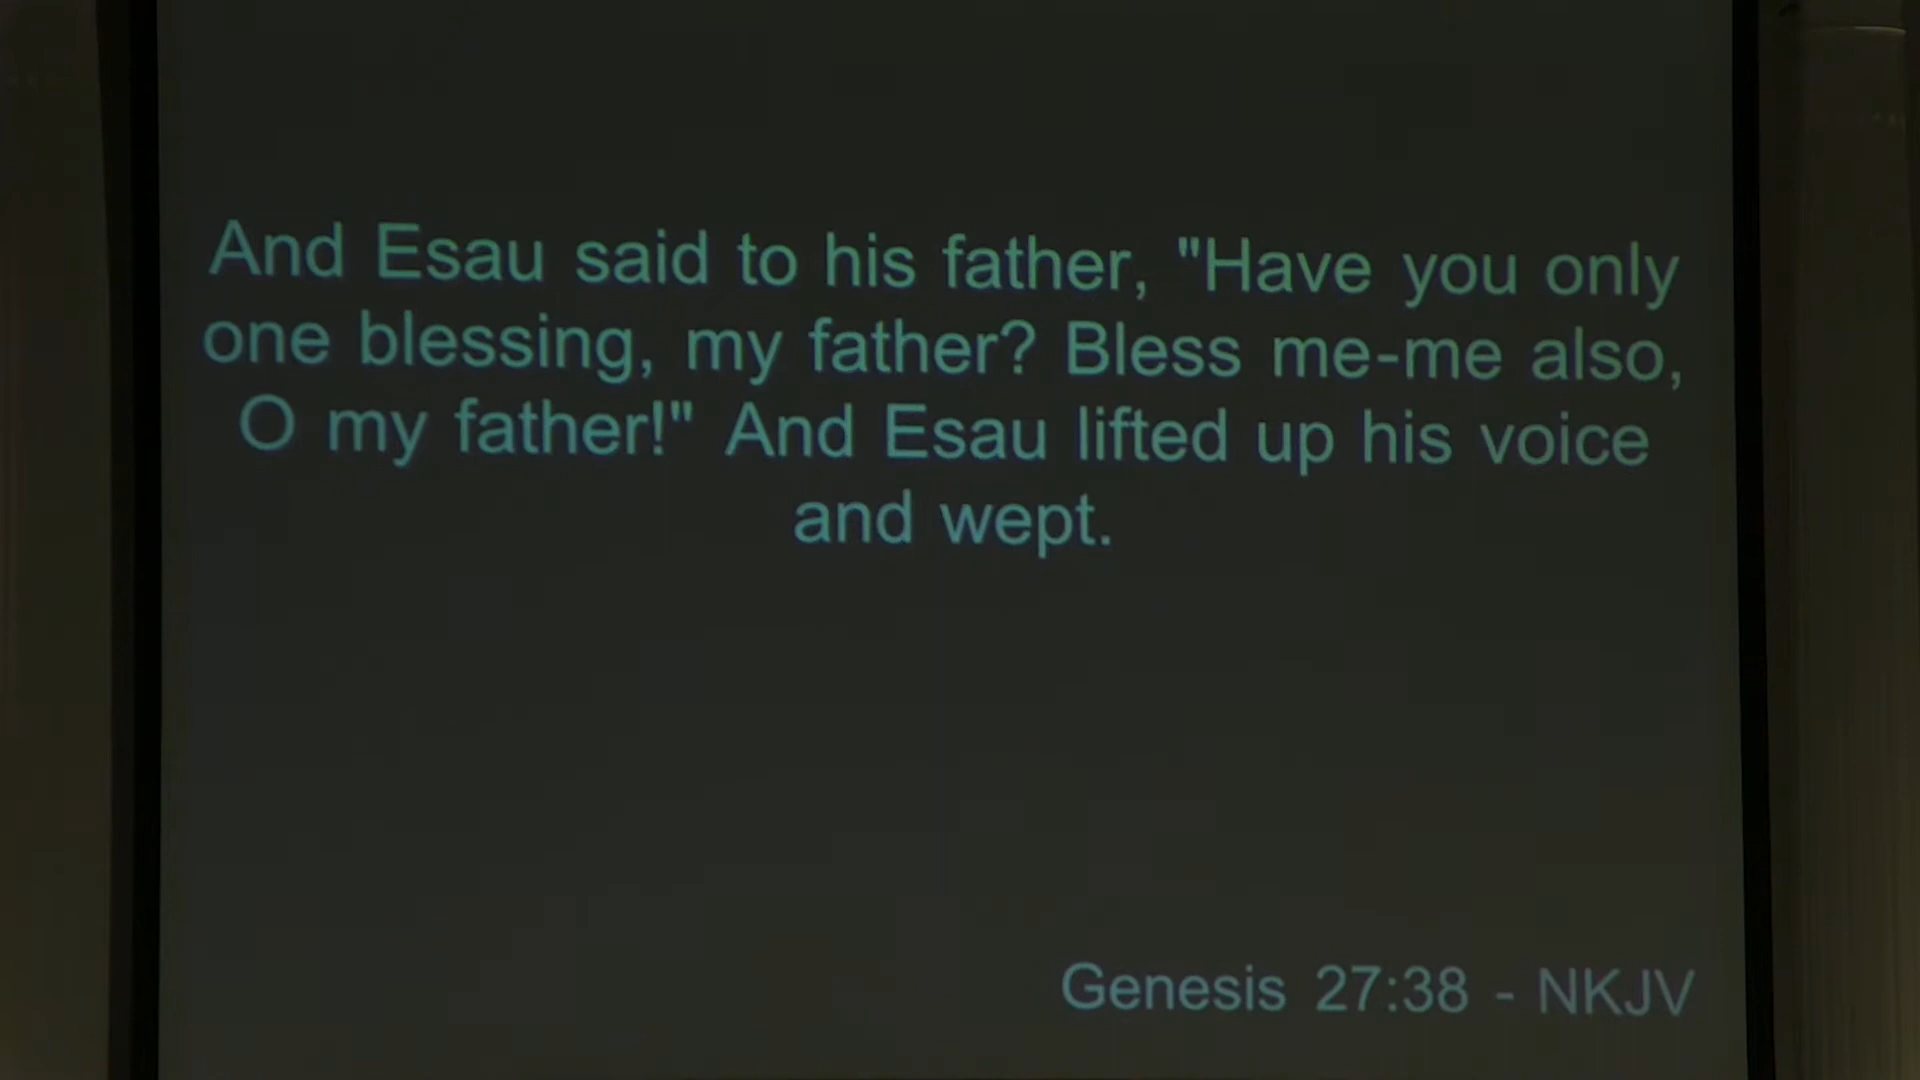 And Esau said to his father, "Have you only
one blessing, my father? Bless me-me also,
O my father!" And Esau lifted up his voice
and wept.
Genesis 27:38 - NKJV